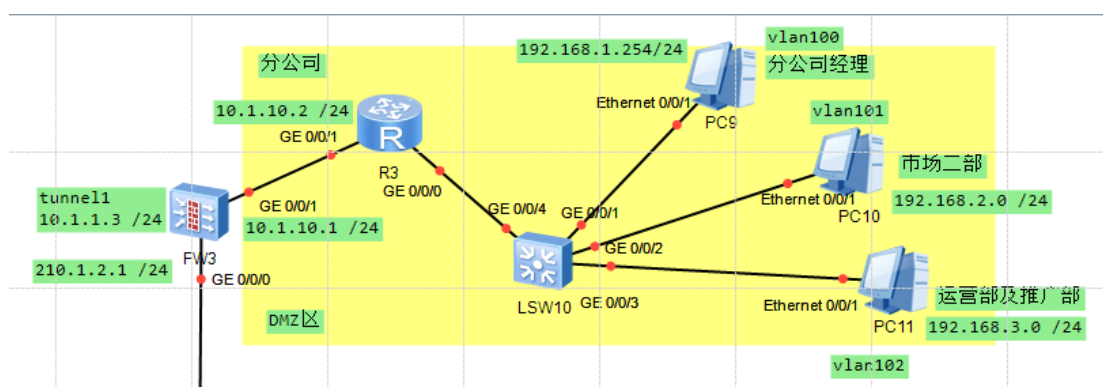 分公司
192.168.1.254/24
vlan100
分公司经理
Ethernet 0/0/1
PC9
10.1.10.2 /24
GE 0/0/1
R
R3
GE 0/0/0
vlan101
市场二部
192.168.2.0 /24
Ethernet 0/0/1
PC10
tunnel1
10.1.1.3 /24
GE 0/0/1
10.1.10.1 /24
FW3
210.1.2.1 /24
GE 0/0/0
GE 0/0/4
GE 0/0/1
GE 0/0/2
LSW10
GE 0/0/3
DMZ区
Ethernet 0/0/1
PC11
运营部及推广部
192.168.3.0 /24
vlan102